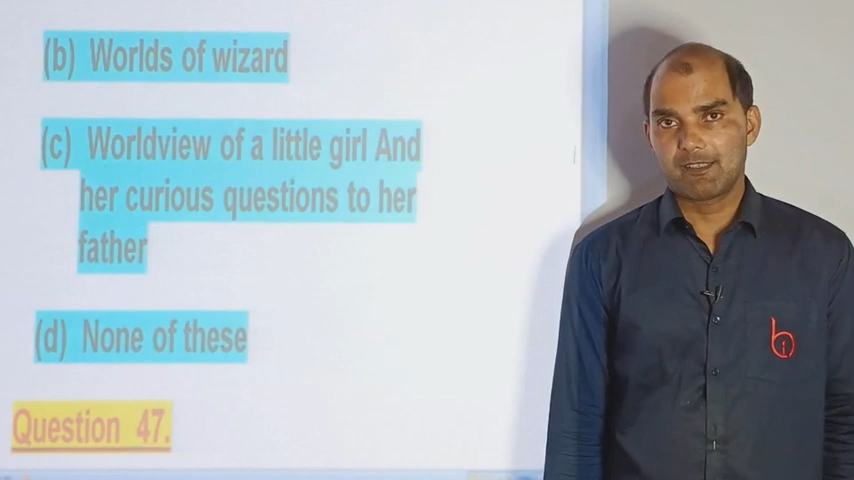 (b) Worlds of wizard
(c) Worldview of a little girl And
her curious questions to her
father
(d) None of these
Question 47.